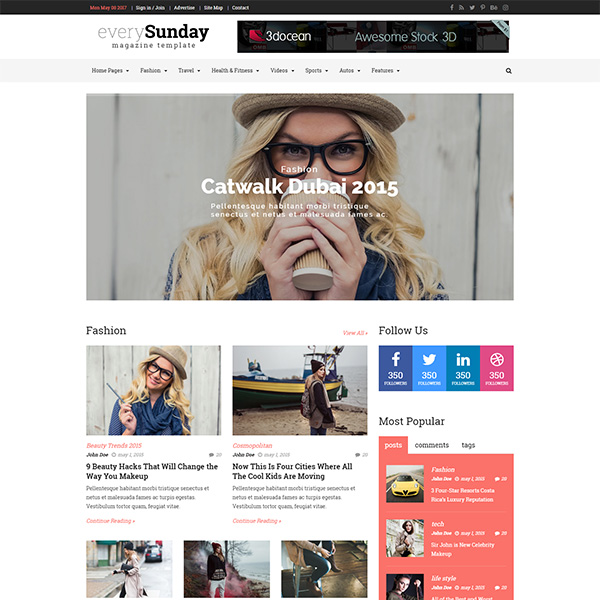 Mon May 08 2017 | Sign in / Join | Advertise | Site Map | Contact
everySunday
magazine template
3docean Awesome Stock 3D
Home Pages Fashion Travel Health & Fitness Videos Sports Autos Features
Fashion
Catwalk Dubai 2015
Pellentesque habitant morbi tristique
senectus et netus et malesuada fames ac
Fashion
View All »
Beauty Trends 2015
John Doe may 1, 2015 20
9 Beauty Hacks That Will Change the
Way You Makeup
Pellentesque habitant morbi tristique senectus et
netus et malesuada fames ac turpis egestas.
Vestibulum tortor quam, feugiat vitae
Continue Reading »
Cosmopolitan
John Doe may 1, 2015 20
Now This Is Four Cities Where All
The Cool Kids Are Moving
Pellentesque habitant morbi tristique senectus et
netus et malesuada fames ac turpis egestas.
Vestibulum tortor quam, feugiat vitae
Continue Reading »
Follow Us
350
FOLLOWERS
350
FOLLOWERS
350
FOLLOWERS
350
FOLLOWERS
Most Popular
posts comments tags
Fashion
John Doe may 1, 2015 20
3 Four-Star Resorts Costa
Rica's Luxury Reputation
tech
John Doe may 1, 2015 20
Sir John is New Celebrity
Makeup
life style
John Doe may 1, 2015 20
All of the Best and Worst